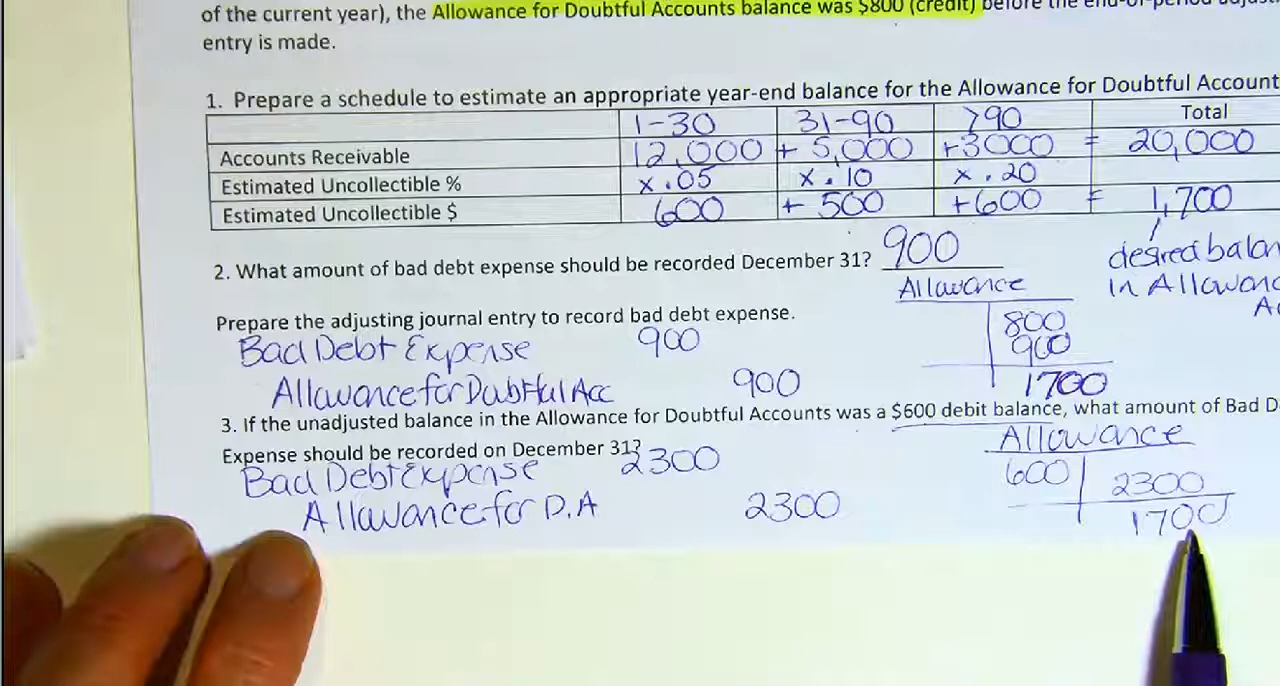 of the current year), the Allowance for Doubtful Accounts balance was $800 (credit) before the end-of-period
entry is made.
1. Prepare a schedule to estimate an appropriate year-end balance for the Allowance for Doubtful Account
1-30 31-90 >90 Total
Accounts Receivable 12,000 + 5,000 +3000 = 20,000
Estimated Uncollectible % x .05 x .10 x .20
Estimated Uncollectible $ 600 + 500 +600 = 1,700
2. What amount of bad debt expense should be recorded December 31? 900
desired balan
in Allowanc
Allowance
Prepare the adjusting journal entry to record bad debt expense.
800
Bad Debt Expense 900
900
Allowance for Doubtful Acc 900
1700
3. If the unadjusted balance in the Allowance for Doubtful Accounts was a $600 debit balance, what amount of Bad D
Expense should be recorded on December 31? 2300
Allowance
Bad Debt Expense
600 2300
Allowance for D.A 2300
1700